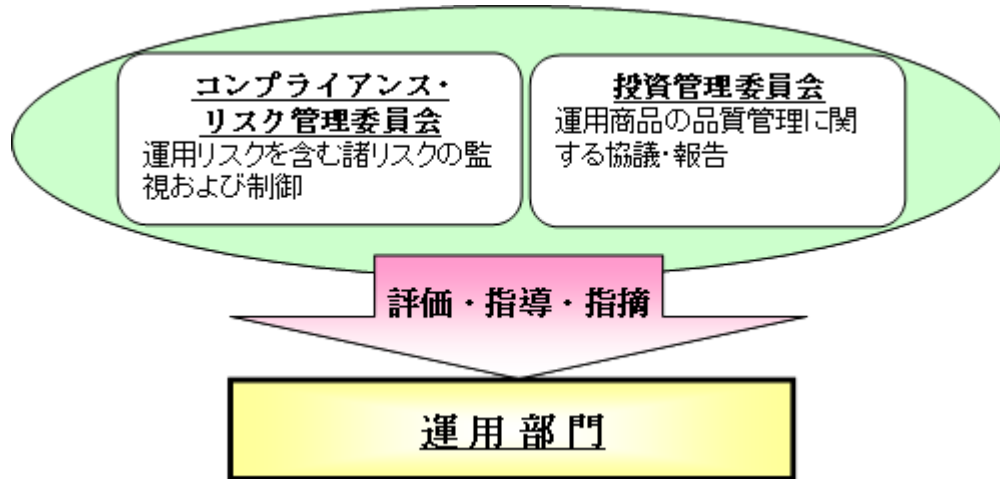 コンプライアンス・
リスク管理委員会
運用リスクを含む諸リスクの監
視および制御
投資管理委員会
運用商品の品質管理に関
する協議・報告
評価・指導・指摘
運用部門